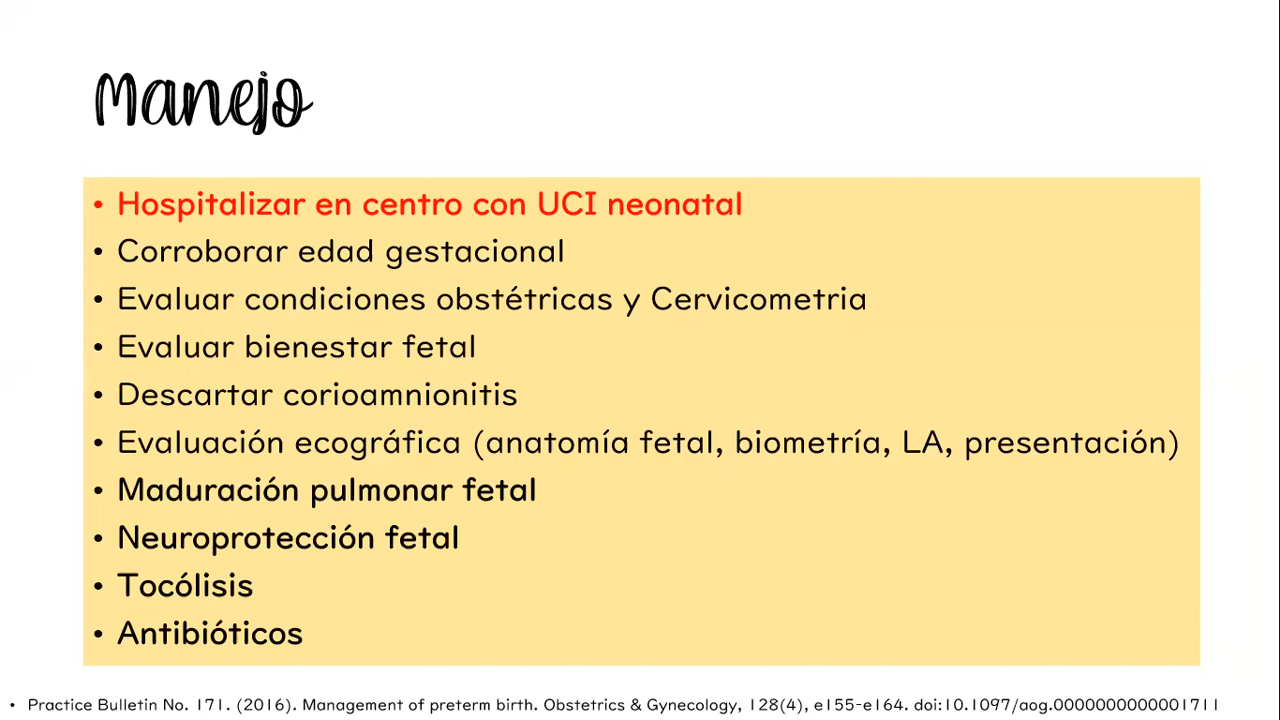 Manejo
• Hospitalizar en centro con UCI neonatal
• Corroborar edad gestacional
• Evaluar condiciones obstétricas y Cervicometria
• Evaluar bienestar fetal
• Descartar corioamnionitis
• Evaluación ecográfica (anatomía fetal, biometría, LA, presentación)
• Maduración pulmonar fetal
• Neuroprotección fetal
• Tocólisis
• Antibióticos
• Practice Bulletin No. 171. (2016). Management of preterm birth. Obstetrics & Gynecology, 128(4), e155-e164. doi:10.1097/aog.0000000000001711